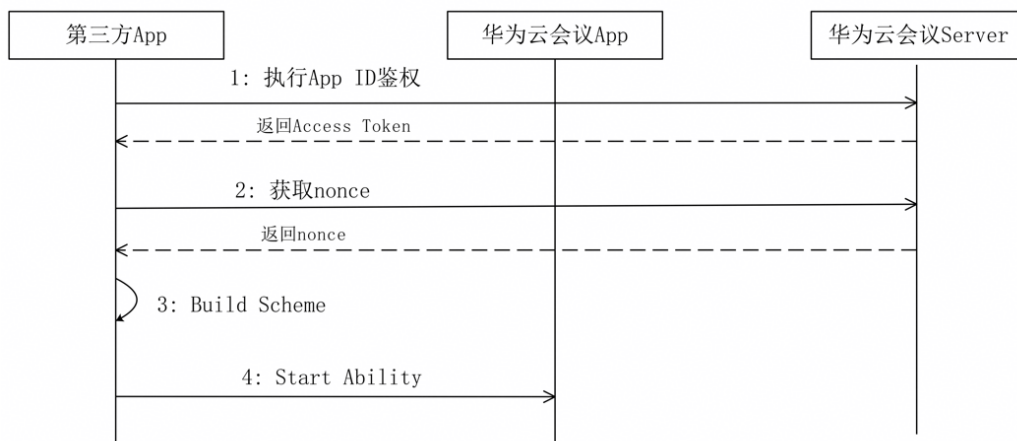 第三方App
华为云会议App
华为云会议Server
1: 执行App ID鉴权
返回Access Token
2: 获取nonce
返回nonce
3: Build Scheme
4: Start Ability